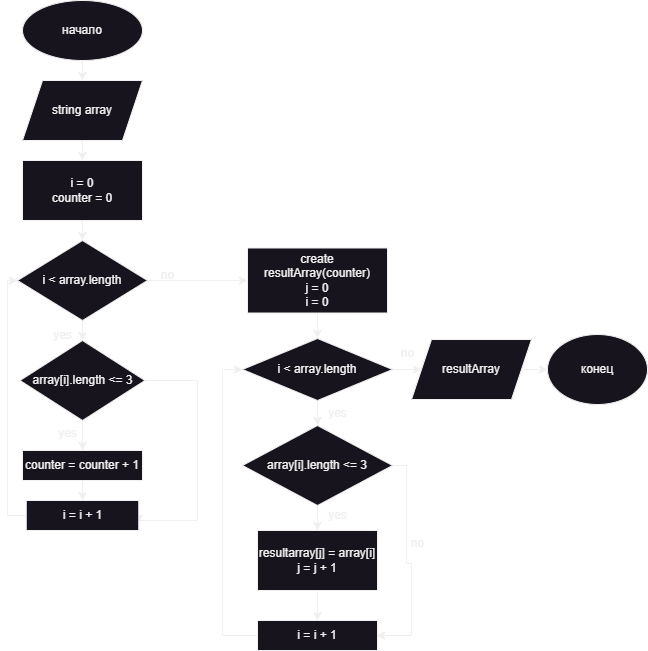 начало
string array
i = 0
counter = 0
i < array.length
no
yes
array[i].length <= 3
yes
counter = counter + 1
i = i + 1
create
resultArray(counter)
j = 0
i = 0
i < array.length
no
resultArray
конец
yes
array[i].length <= 3
yes
no
resultarray[j] = array[i]
j = j + 1
i = i + 1